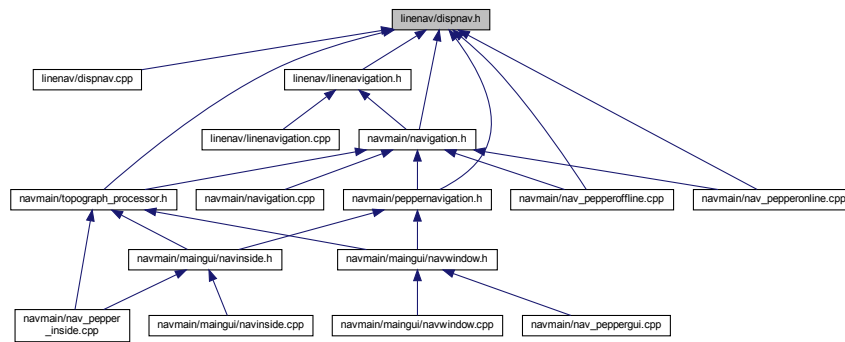 linenav/dispnav.h
linenav/dispnav.cpp
linenav/linenavigation.h
linenav/linenavigation.cpp
navmain/navigation.h
navmain/topograph_processor.h
navmain/navigation.cpp
navmain/peppernavigation.h
navmain/nav_pepperoffline.cpp
navmain/nav_pepperonline.cpp
navmain/maingui/navinside.h
navmain/maingui/navwindow.h
navmain/nav_pepper
_inside.cpp
navmain/maingui/navinside.cpp
navmain/maingui/navwindow.cpp
navmain/nav_peppergui.cpp